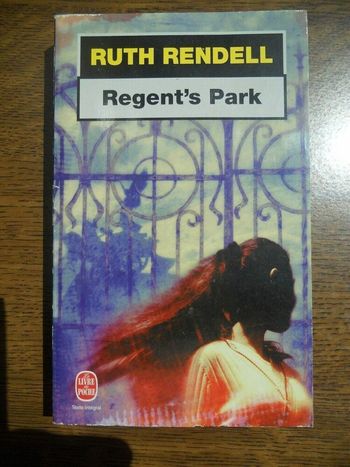 RUTH RENDELL
Regent's Park
Le
LIVRE
de
POCHE
Texte intégral